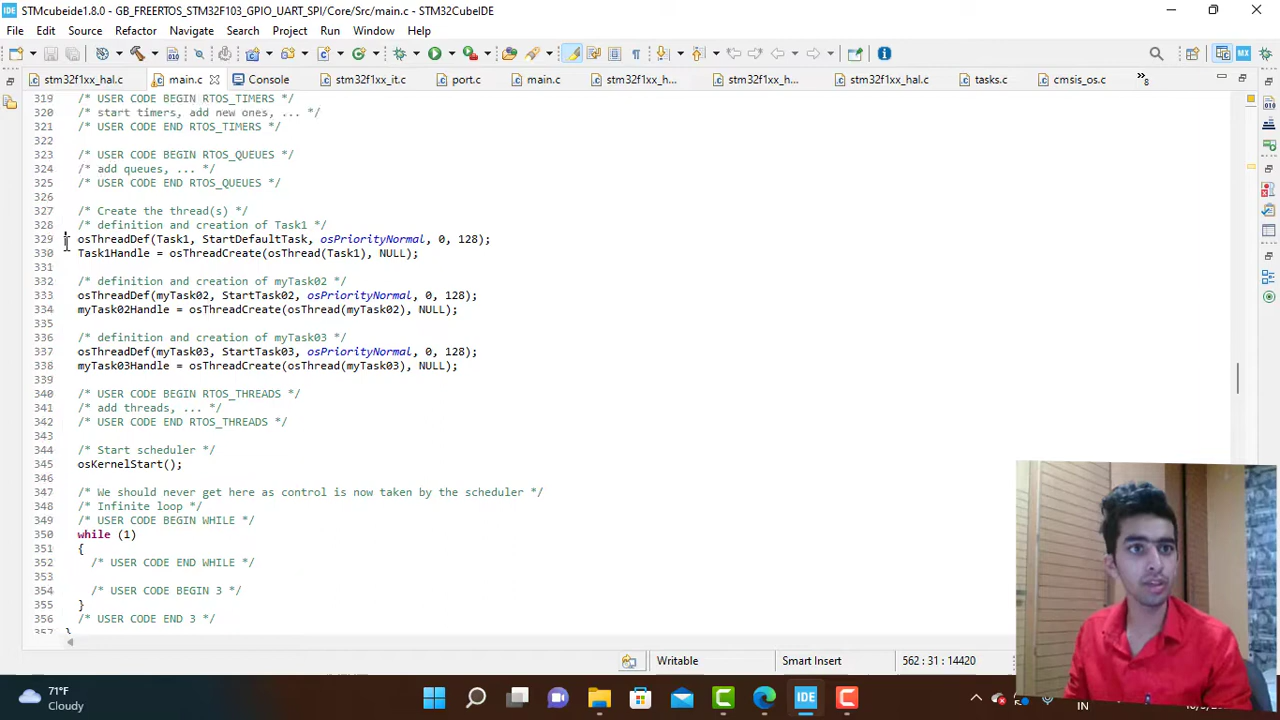 IDE STMcubeide1.8.0 - GB_FREERTOS_STM32F103_GPIO_UART_SPI/Core/Src/main.c - STM32CubeIDE
File Edit Source Refactor Navigate Search Project Run Window Help
stm32f1xx_hal.c main.c Console stm32f1xx_it.c port.c main.c stm32f1xx_h... stm32f1xx_h... stm32f1xx_hal.c tasks.c cmsis_os.c »8
319 /* USER CODE BEGIN RTOS_TIMERS */
320 /* start timers, add new ones, ... */
321 /* USER CODE END RTOS_TIMERS */
322
323 /* USER CODE BEGIN RTOS_QUEUES */
324 /* add queues, ... */
325 /* USER CODE END RTOS_QUEUES */
326
327 /* Create the thread(s) */
328 /* definition and creation of Task1 */
329 osThreadDef(Task1, StartDefaultTask, osPriorityNormal, 0, 128);
330 Task1Handle = osThreadCreate(osThread(Task1), NULL);
331
332 /* definition and creation of myTask02 */
333 osThreadDef(myTask02, StartTask02, osPriorityNormal, 0, 128);
334 myTask02Handle = osThreadCreate(osThread(myTask02), NULL);
335
336 /* definition and creation of myTask03 */
337 osThreadDef(myTask03, StartTask03, osPriorityNormal, 0, 128);
338 myTask03Handle = osThreadCreate(osThread(myTask03), NULL);
339
340 /* USER CODE BEGIN RTOS_THREADS */
341 /* add threads, ... */
342 /* USER CODE END RTOS_THREADS */
343
344 /* Start scheduler */
345 osKernelStart();
346
347 /* We should never get here as control is now taken by the scheduler */
348 /* Infinite loop */
349 /* USER CODE BEGIN WHILE */
350 while (1)
351 {
352 /* USER CODE END WHILE */
353
354 /* USER CODE BEGIN 3 */
355 }
356 /* USER CODE END 3 */
357 }
Writable Smart Insert 562 : 31 : 14420
71°F
Cloudy
IDE
IN